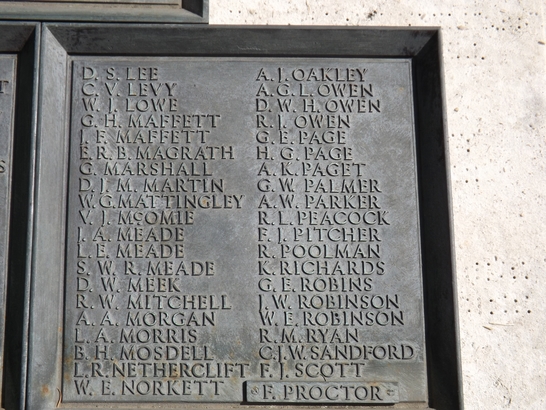 D. S. LEE
C. V. LEVY
W. J. LOWE
G. H. MAFFETT
J. F. MAFFETT
E. R. B. MAGRATH
G. MARSHALL
D. J. M. MARTIN
W. G. MATTINGLEY
V. J. McOMIE
J. A. MEADE
L. E. MEADE
S. W. R. MEADE
D. W. MEEK
R. W. MITCHELL
A. A. MORGAN
L. A. MORRIS
B. H. MOSDELL
L. R. NETHERCLIFT
W. E. NORKETT
A. J. OAKLEY
A. G. L. OWEN
D. W. H. OWEN
R. J. OWEN
G. E. PAGE
H. G. PAGE
A. K. PAGET
G. W. PALMER
A. W. PARKER
R. L. PEACOCK
F. J. PITCHER
R. POOLMAN
K. RICHARDS
G. E. ROBINS
J. W. ROBINSON
W. E. ROBINSON
R. M. RYAN
C. J. W. SANDFORD
F. J. SCOTT
F. PROCTOR